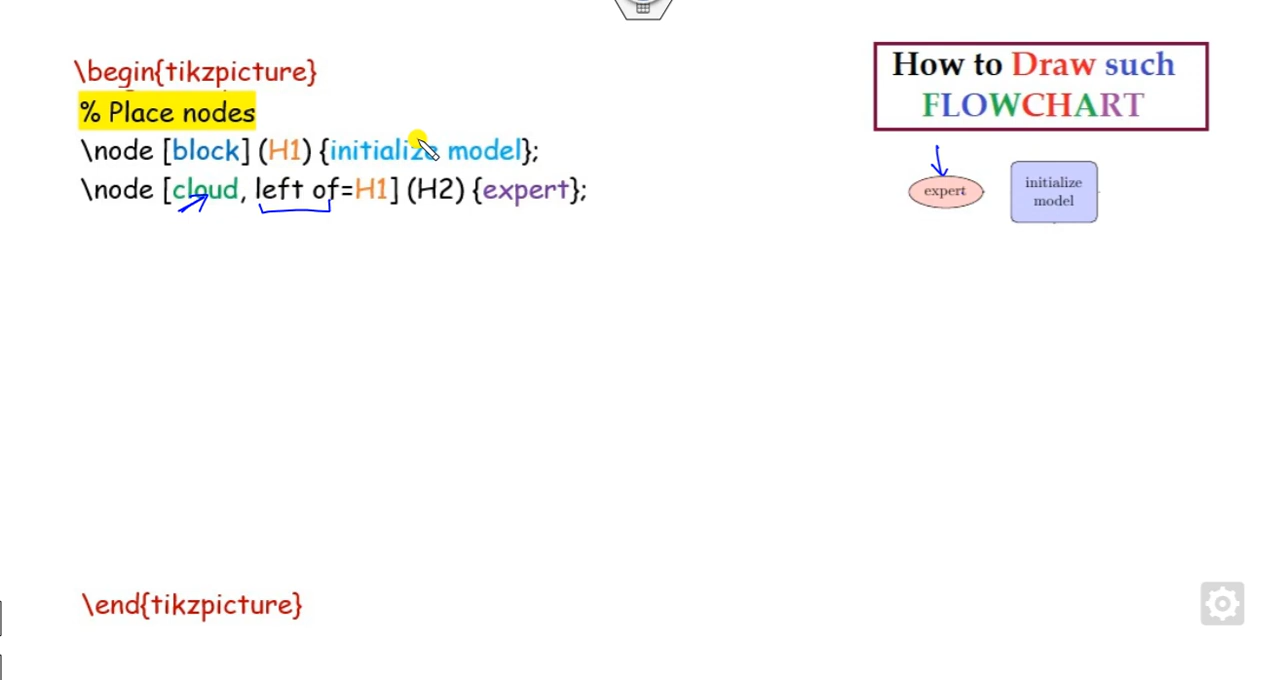 \begin{tikzpicture}
% Place nodes
\node [block] (H1) {initialize model};
\node [cloud, left of=H1] (H2) {expert};
\end{tikzpicture}
How to Draw such
FLOWCHART
expert
initialize
model